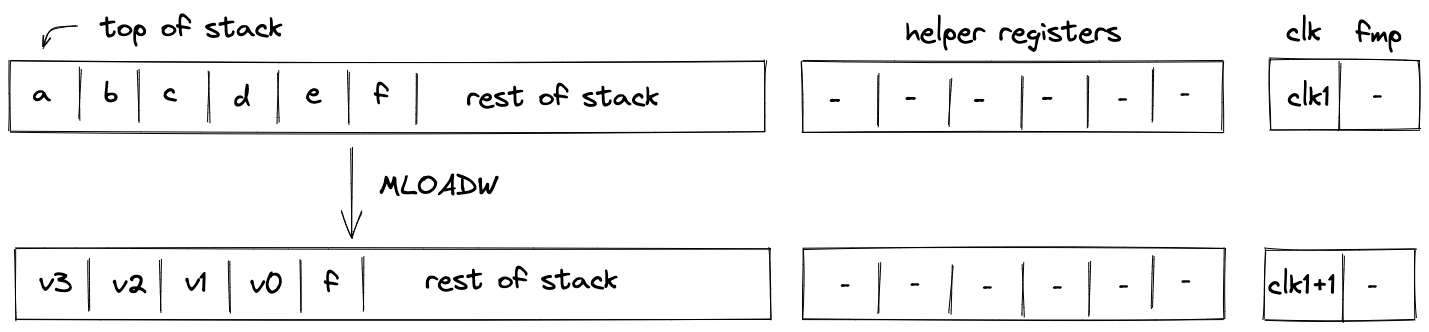 top of stack helper registers clk fmp
a b c d e f rest of stack - - - - - - clk1 -
MLOADW
v3 v2 v1 v0 f rest of stack - - - - - - clk1+1 -